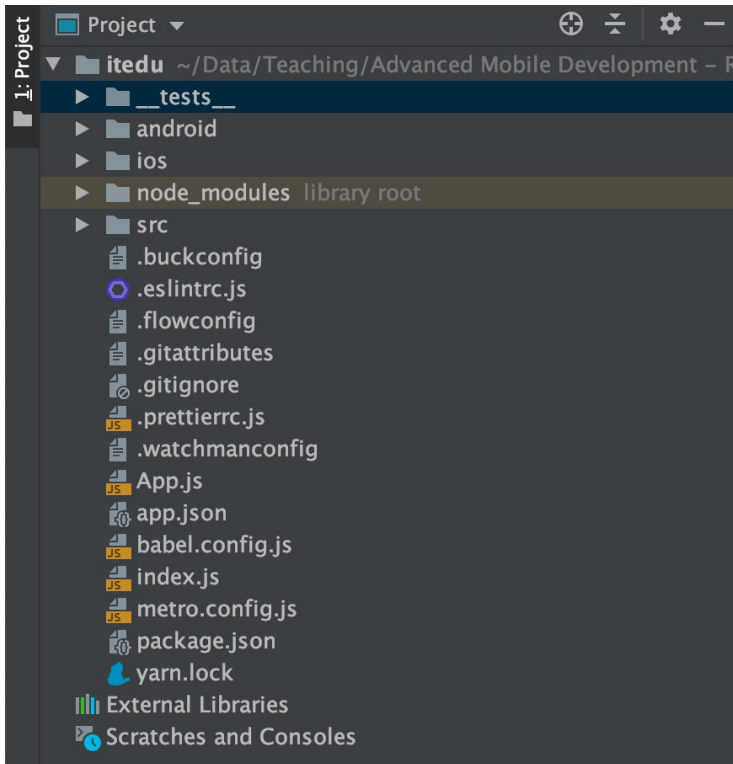 1: Project
Project
itedu ~/Data/Teaching/Advanced Mobile Development – R
__tests__
android
ios
node_modules library root
src
.buckconfig
.eslintrc.js
.flowconfig
.gitattributes
.gitignore
.prettierrc.js
.watchmanconfig
App.js
app.json
babel.config.js
index.js
metro.config.js
package.json
yarn.lock
External Libraries
Scratches and Consoles